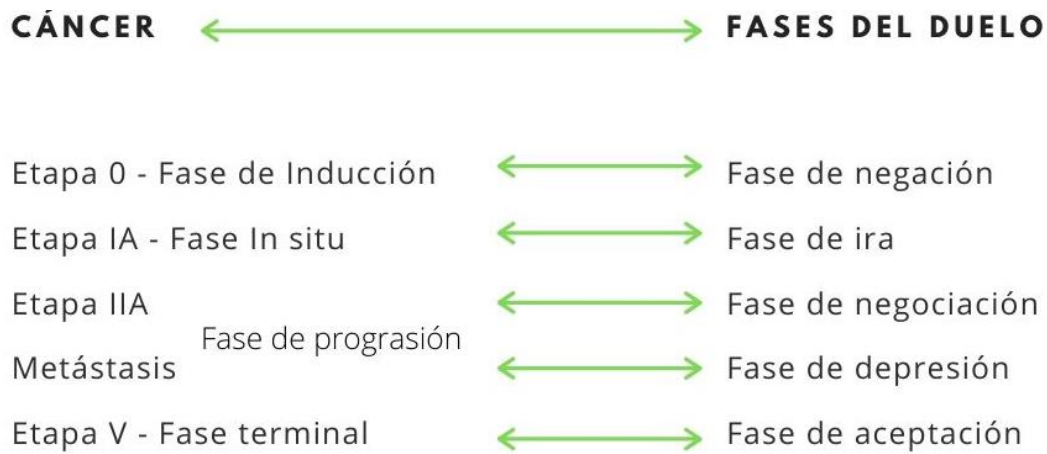 CÁNCER FASES DEL DUELO
Etapa 0 - Fase de Inducción Fase de negación
Etapa IA - Fase In situ Fase de ira
Etapa IIA Fase de negociación
Fase de prograsión
Metástasis Fase de depresión
Etapa V - Fase terminal Fase de aceptación